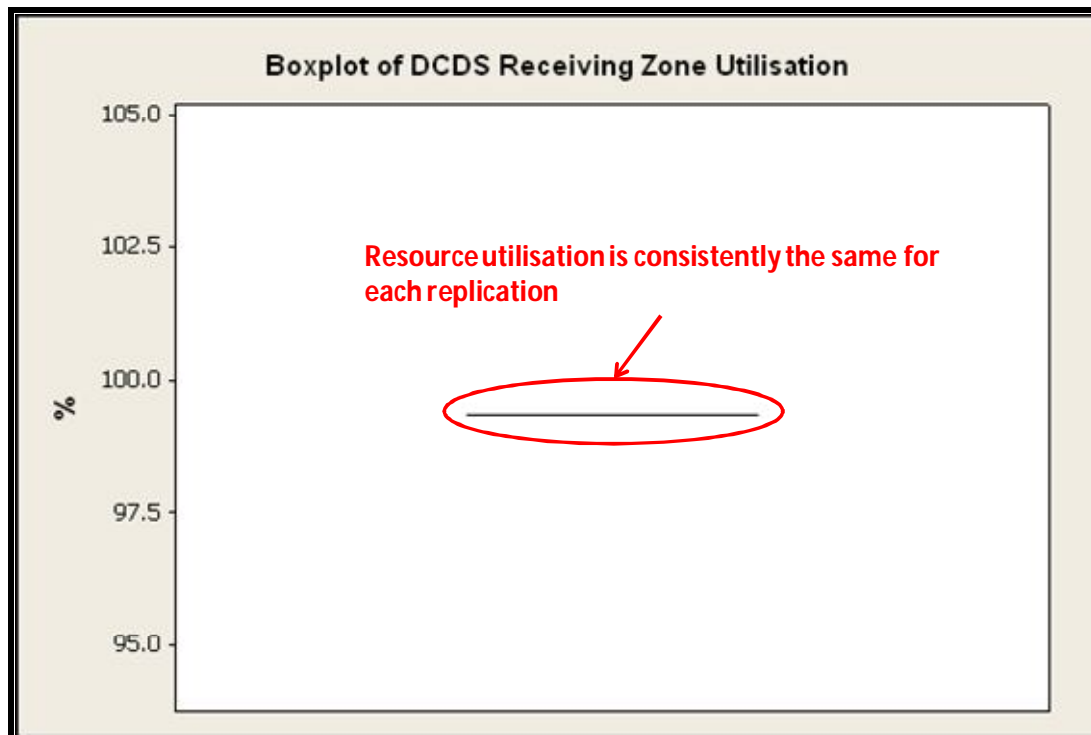 Boxplot of DCDS Receiving Zone Utilisation
105.0
102.5
Resource utilisation is consistently the same for
each replication
100.0
%
97.5
95.0